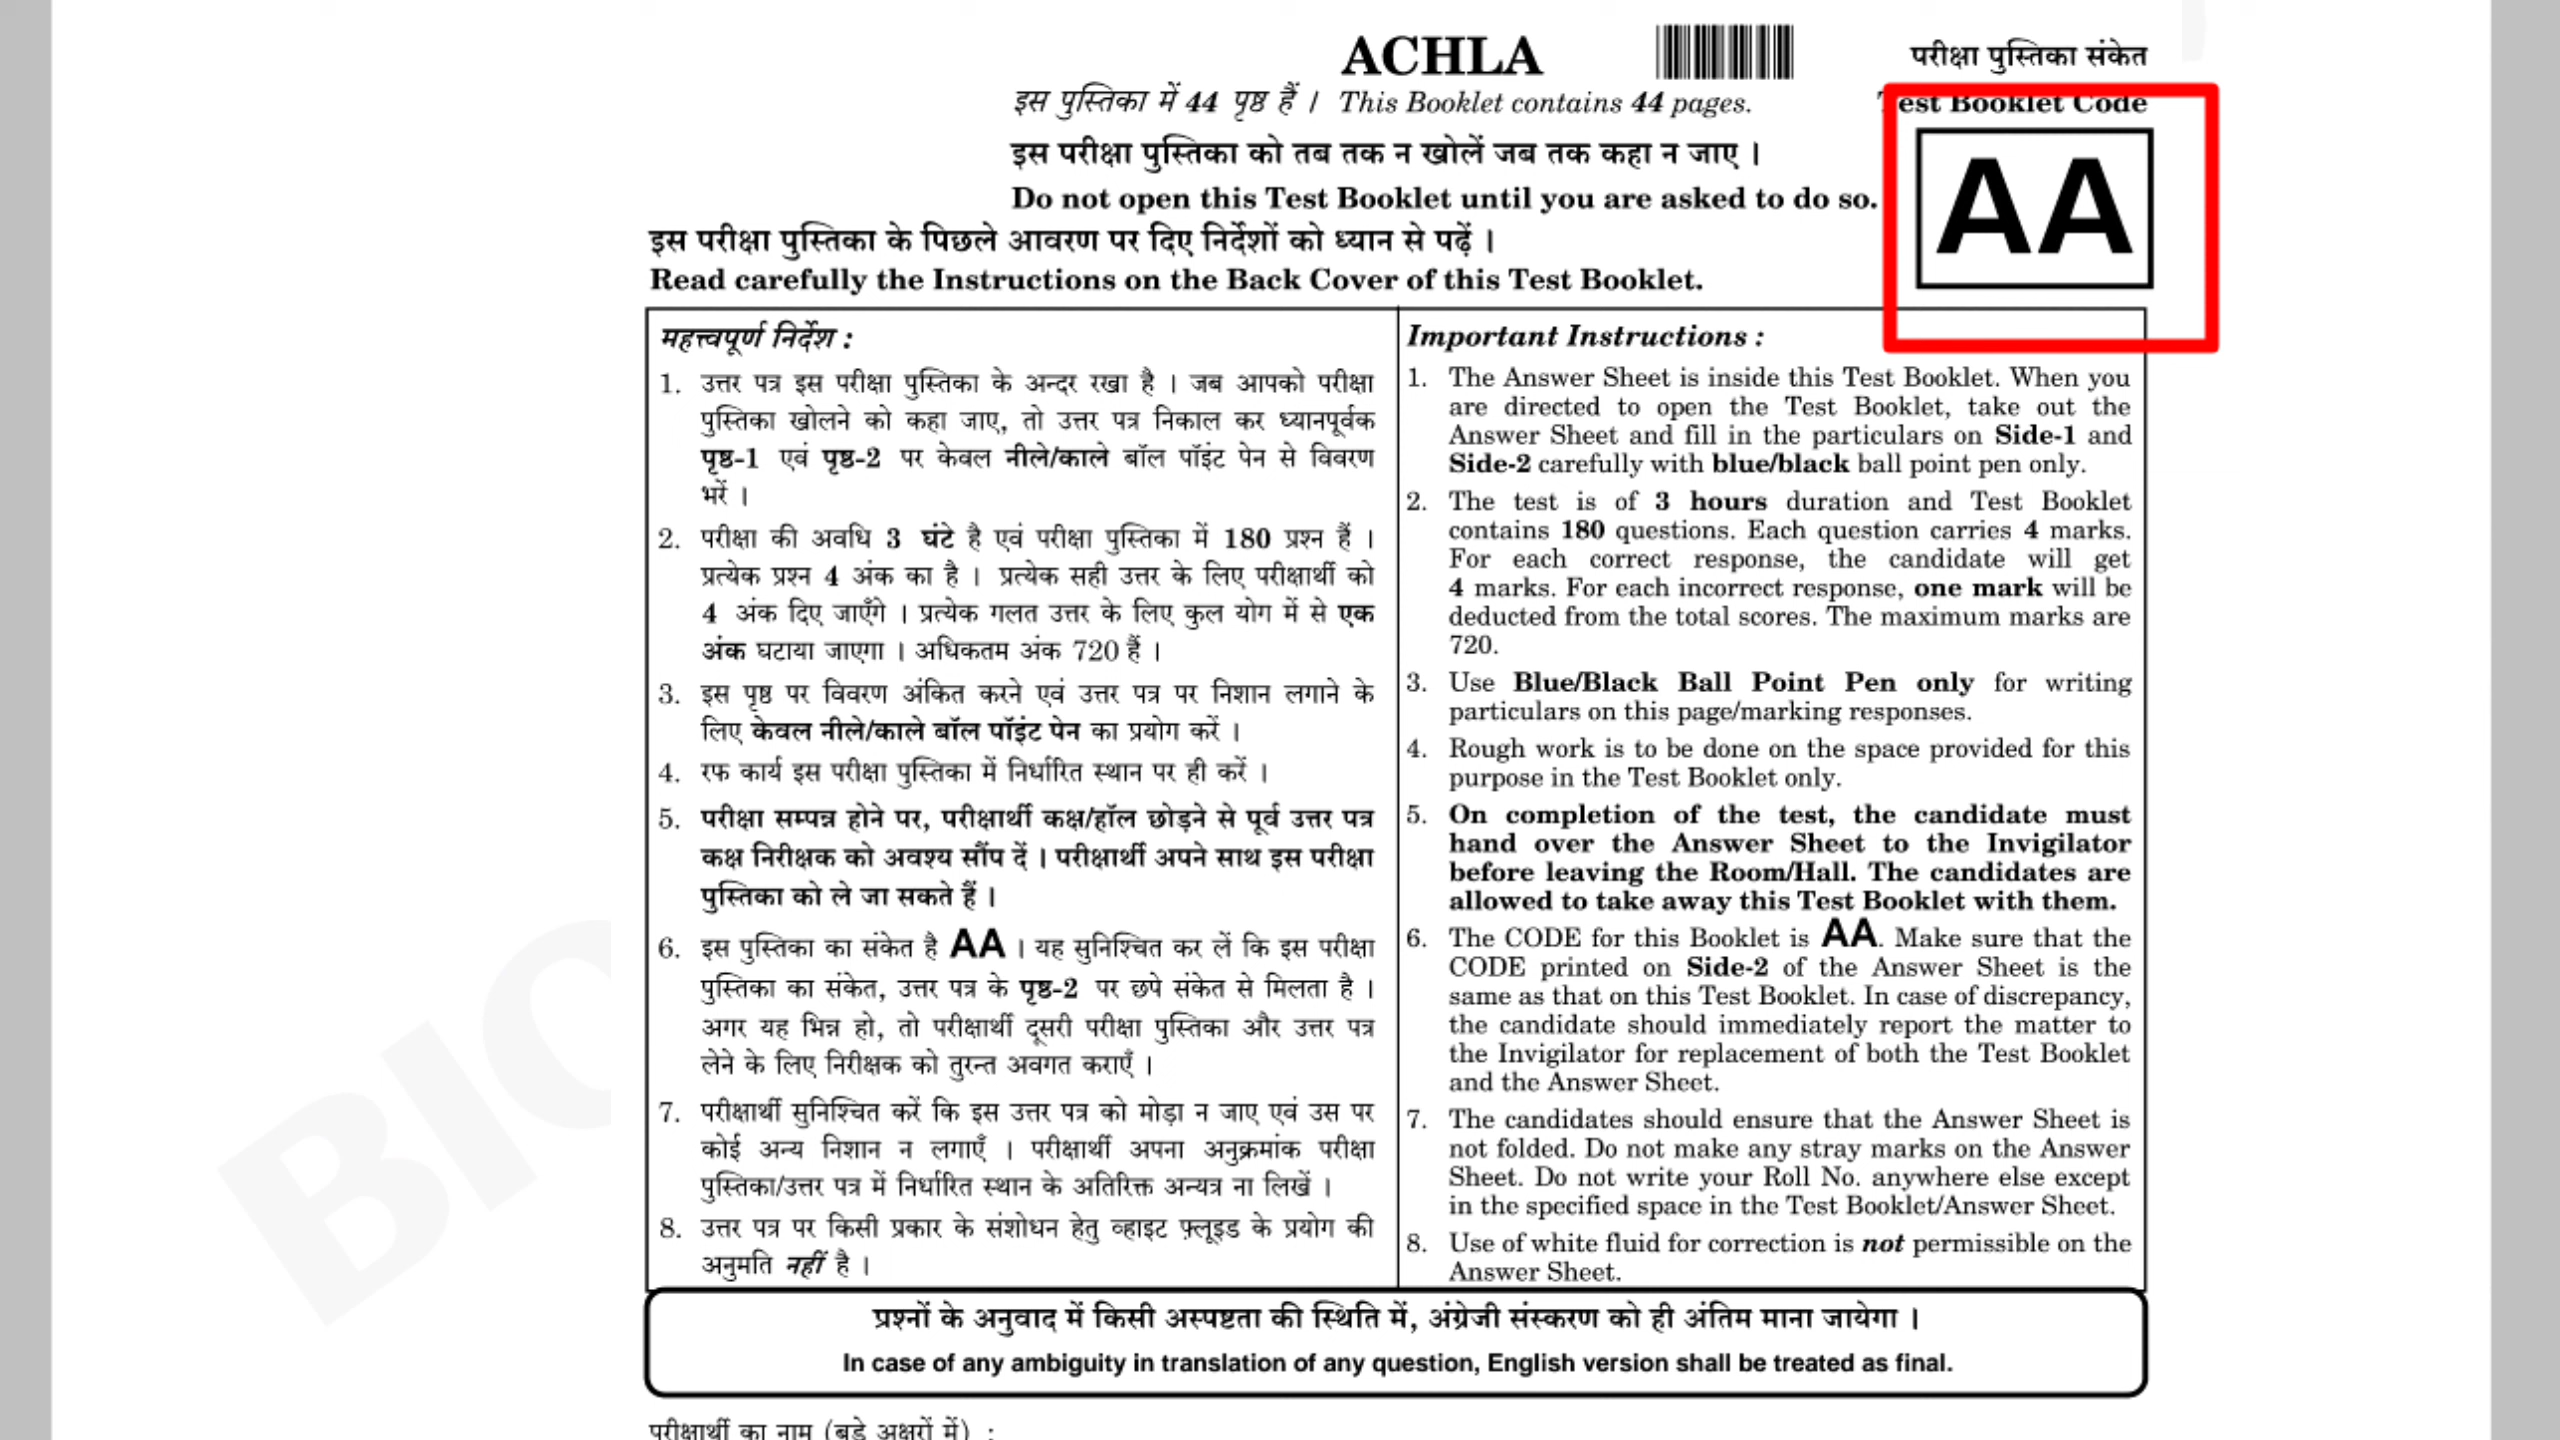 ACHLA
परीक्षा पुस्तिका संकेत
इस पुस्तिका में 44 पृष्ठ हैं । This Booklet contains 44 pages.
Test Booklet Code
इस परीक्षा पुस्तिका को तब तक न खोलें जब तक कहा न जाए ।
Do not open this Test Booklet until you are asked to do so.
AA
इस परीक्षा पुस्तिका के पिछले आवरण पर दिए निर्देशों को ध्यान से पढ़ें ।
Read carefully the Instructions on the Back Cover of this Test Booklet.
महत्त्वपूर्ण निर्देश :
1. उत्तर पत्र इस परीक्षा पुस्तिका के अन्दर रखा है । जब आपको परीक्षा
पुस्तिका खोलने को कहा जाए, तो उत्तर पत्र निकाल कर ध्यानपूर्वक
पृष्ठ-1 एवं पृष्ठ-2 पर केवल नीले/काले बॉल पॉइंट पेन से विवरण
भरें ।
2. परीक्षा की अवधि 3 घंटे है एवं परीक्षा पुस्तिका में 180 प्रश्न हैं ।
प्रत्येक प्रश्न 4 अंक का है । प्रत्येक सही उत्तर के लिए परीक्षार्थी को
4 अंक दिए जाएँगे । प्रत्येक गलत उत्तर के लिए कुल योग में से एक
अंक घटाया जाएगा । अधिकतम अंक 720 हैं ।
3. इस पृष्ठ पर विवरण अंकित करने एवं उत्तर पत्र पर निशान लगाने के
लिए केवल नीले/काले बॉल पॉइंट पेन का प्रयोग करें ।
4. रफ कार्य इस परीक्षा पुस्तिका में निर्धारित स्थान पर ही करें ।
5. परीक्षा सम्पन्न होने पर, परीक्षार्थी कक्ष/हॉल छोड़ने से पूर्व उत्तर पत्र
कक्ष निरीक्षक को अवश्य सौंप दें । परीक्षार्थी अपने साथ इस परीक्षा
पुस्तिका को ले जा सकते हैं ।
6. इस पुस्तिका का संकेत है AA । यह सुनिश्चित कर लें कि इस परीक्षा
पुस्तिका का संकेत, उत्तर पत्र के पृष्ठ-2 पर छपे संकेत से मिलता है ।
अगर यह भिन्न हो, तो परीक्षार्थी दूसरी परीक्षा पुस्तिका और उत्तर पत्र
लेने के लिए निरीक्षक को तुरन्त अवगत कराएँ ।
7. परीक्षार्थी सुनिश्चित करें कि इस उत्तर पत्र को मोड़ा न जाए एवं उस पर
कोई अन्य निशान न लगाएँ । परीक्षार्थी अपना अनुक्रमांक परीक्षा
पुस्तिका/उत्तर पत्र में निर्धारित स्थान के अतिरिक्त अन्यत्र ना लिखें ।
8. उत्तर पत्र पर किसी प्रकार के संशोधन हेतु व्हाइट फ़्लूइड के प्रयोग की
अनुमति नहीं है ।
Important Instructions :
1. The Answer Sheet is inside this Test Booklet. When you
are directed to open the Test Booklet, take out the
Answer Sheet and fill in the particulars on Side-1 and
Side-2 carefully with blue/black ball point pen only.
2. The test is of 3 hours duration and Test Booklet
contains 180 questions. Each question carries 4 marks.
For each correct response, the candidate will get
4 marks. For each incorrect response, one mark will be
deducted from the total scores. The maximum marks are
720.
3. Use Blue/Black Ball Point Pen only for writing
particulars on this page/marking responses.
4. Rough work is to be done on the space provided for this
purpose in the Test Booklet only.
5. On completion of the test, the candidate must
hand over the Answer Sheet to the Invigilator
before leaving the Room/Hall. The candidates are
allowed to take away this Test Booklet with them.
6. The CODE for this Booklet is AA. Make sure that the
CODE printed on Side-2 of the Answer Sheet is the
same as that on this Test Booklet. In case of discrepancy,
the candidate should immediately report the matter to
the Invigilator for replacement of both the Test Booklet
and the Answer Sheet.
7. The candidates should ensure that the Answer Sheet is
not folded. Do not make any stray marks on the Answer
Sheet. Do not write your Roll No. anywhere else except
in the specified space in the Test Booklet/Answer Sheet.
8. Use of white fluid for correction is not permissible on the
Answer Sheet.
प्रश्नों के अनुवाद में किसी अस्पष्टता की स्थिति में, अंग्रेजी संस्करण को ही अंतिम माना जायेगा ।
In case of any ambiguity in translation of any question, English version shall be treated as final.
परीक्षार्थी का नाम (बड़े अक्षरों में) :